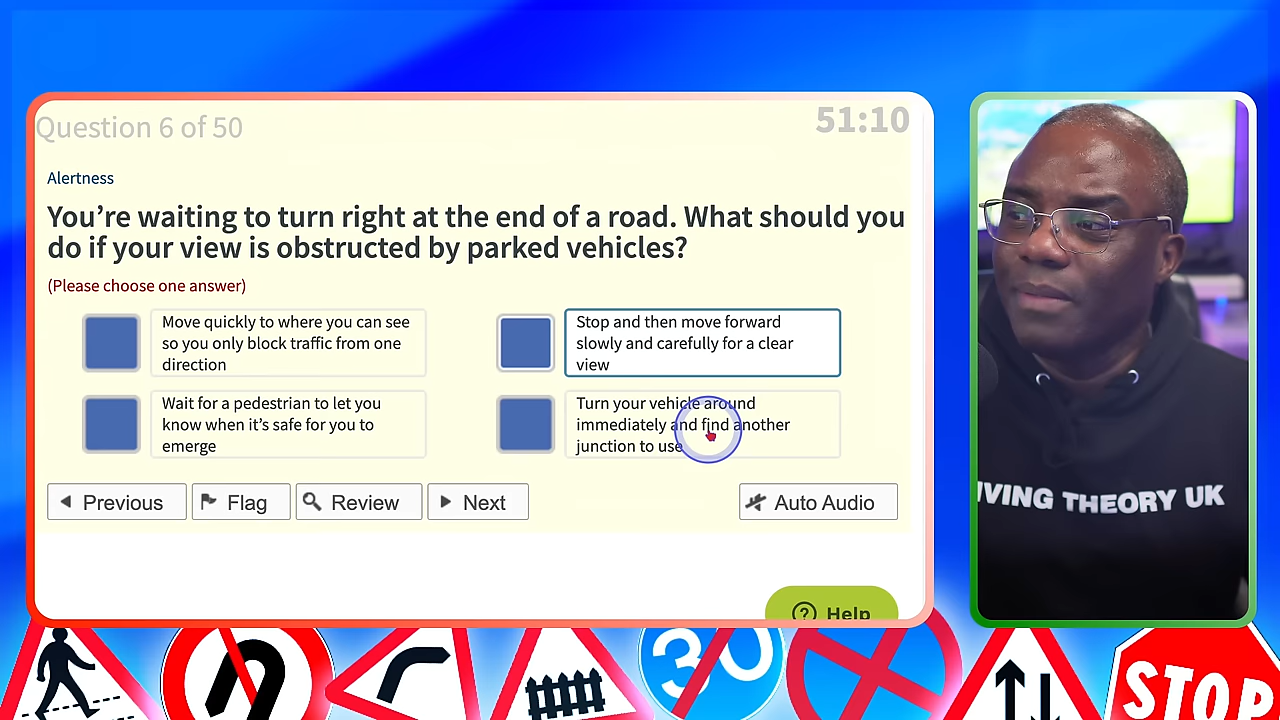 Question 6 of 50
51:10
Alertness
You’re waiting to turn right at the end of a road. What should you
do if your view is obstructed by parked vehicles?
(Please choose one answer)
Move quickly to where you can see
so you only block traffic from one
direction
Stop and then move forward
slowly and carefully for a clear
view
Wait for a pedestrian to let you
know when it’s safe for you to
emerge
Turn your vehicle around
immediately and find another
junction to use
Previous
Flag
Review
Next
Auto Audio
Help
IVING THEORY UK
30
STOP